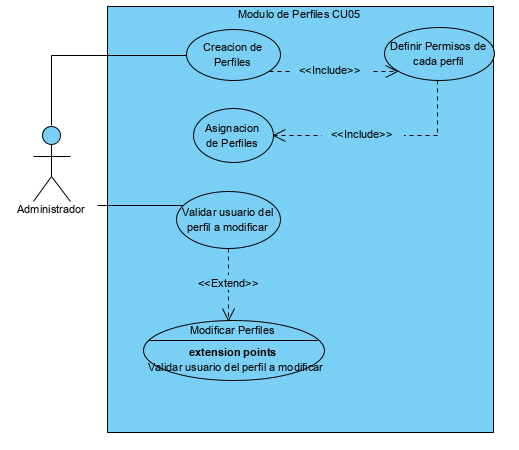 Modulo de Perfiles CU05
Creacion de
Perfiles
Definir Permisos de
cada perfil
<<Include>>
Asignacion
de Perfiles
<<Include>>
Administrador
Validar usuario del
perfil a modificar
<<Extend>>
Modificar Perfiles
extension points
Validar usuario del perfil a modificar